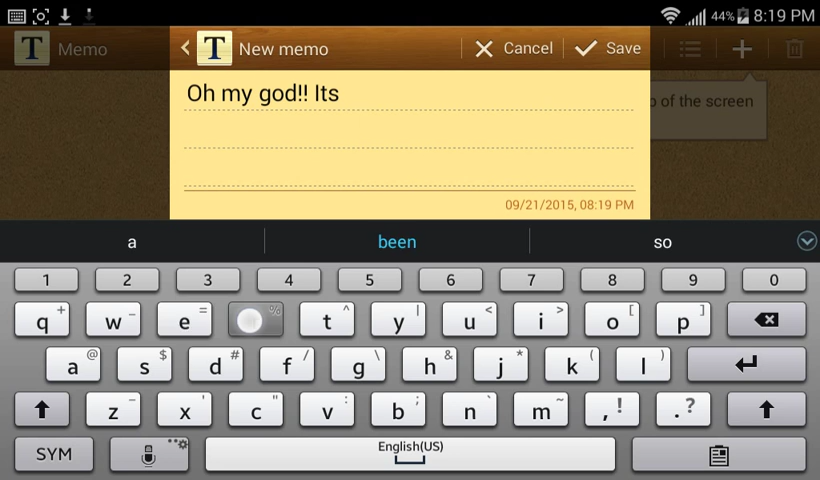 44% 8:19 PM
T Memo
T New memo Cancel Save
Oh my god!! Its
of the screen
09/21/2015, 08:19 PM
a been so
1 2 3 4 5 6 7 8 9 0
q + w _ e = % t ^ y | u < i > o [ p ]
a @ s $ d # f / g \ h & j * k ( l )
z - x ' c " v : b ; n ` m ~ , ! . ?
SYM English(US)